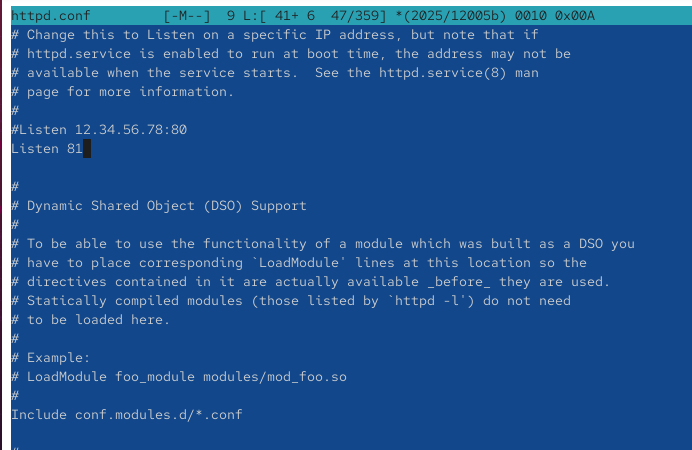 httpd.conf         [-M--]  9 L:[ 41+ 6  47/359] *(2025/12005b) 0010 0x00A
# Change this to Listen on a specific IP address, but note that if
# httpd.service is enabled to run at boot time, the address may not be
# available when the service starts.  See the httpd.service(8) man
# page for more information.
#
#Listen 12.34.56.78:80
Listen 81

#
# Dynamic Shared Object (DSO) Support
#
# To be able to use the functionality of a module which was built as a DSO you
# have to place corresponding `LoadModule' lines at this location so the
# directives contained in it are actually available _before_ they are used.
# Statically compiled modules (those listed by `httpd -l') do not need
# to be loaded here.
#
# Example:
# LoadModule foo_module modules/mod_foo.so
#
Include conf.modules.d/*.conf

#